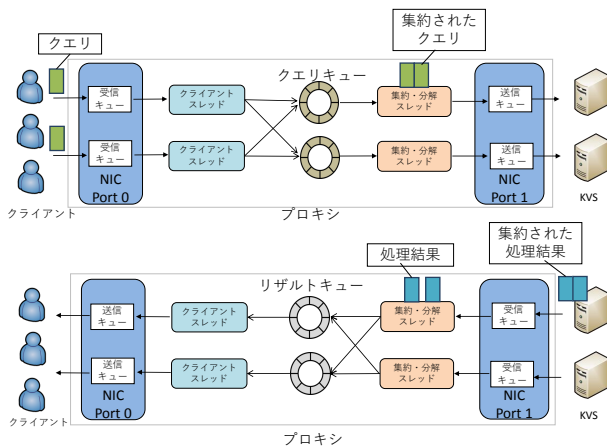 クエリ
集約された
クエリ
クエリキュー
受信
キュー
クライアント
スレッド
集約・分解
スレッド
送信
キュー
受信
キュー
クライアント
スレッド
集約・分解
スレッド
送信
キュー
NIC
Port 0
NIC
Port 1
クライアント
プロキシ
KVS
処理結果
集約された
処理結果
リザルトキュー
送信
キュー
クライアント
スレッド
集約・分解
スレッド
受信
キュー
送信
キュー
クライアント
スレッド
集約・分解
スレッド
受信
キュー
NIC
Port 0
NIC
Port 1
クライアント
プロキシ
KVS